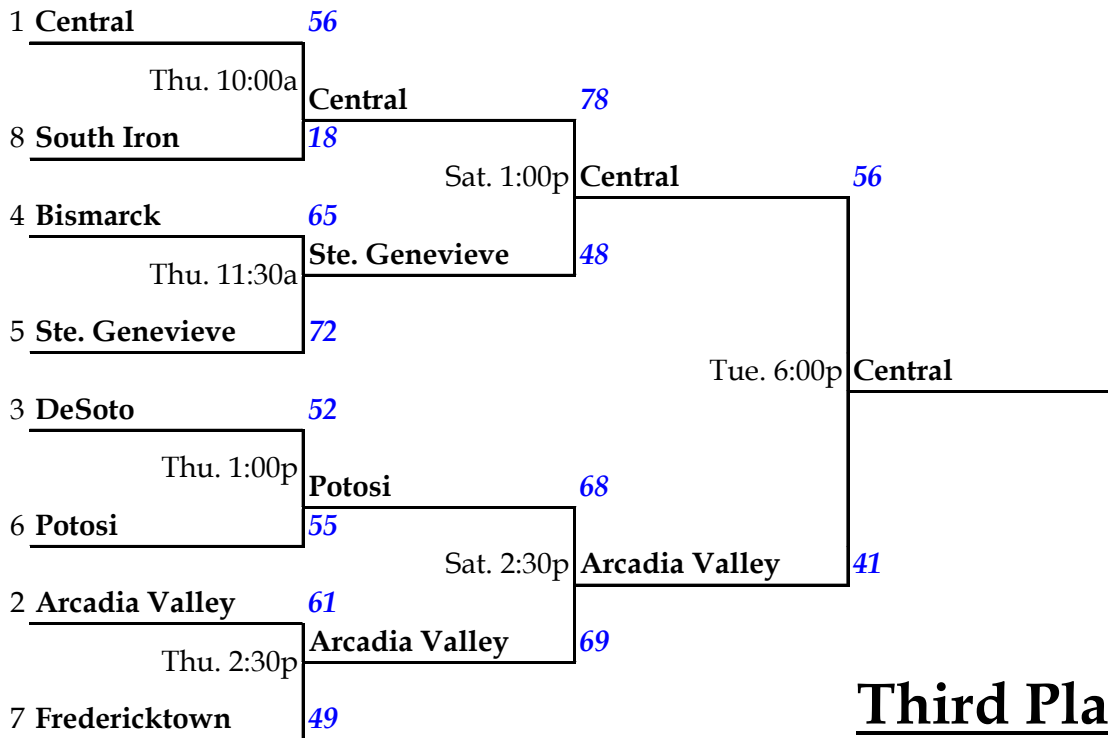 1 Central 56
Thu. 10:00a
Central 78
8 South Iron 18
Sat. 1:00p Central 56
4 Bismarck 65
Ste. Genevieve 48
Thu. 11:30a
5 Ste. Genevieve 72
Tue. 6:00p Central
3 DeSoto 52
Thu. 1:00p
Potosi 68
6 Potosi 55
Sat. 2:30p Arcadia Valley 41
2 Arcadia Valley 61
Arcadia Valley 69
Thu. 2:30p
7 Fredericktown 49
Third Pla